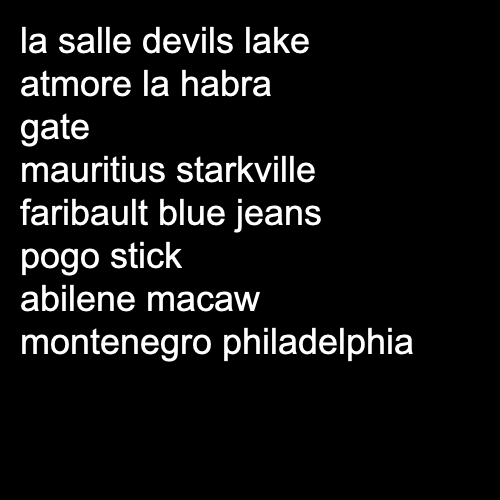 la salle devils lake
atmore la habra
gate
mauritius starkville
faribault blue jeans
pogo stick
abilene macaw
montenegro philadelphia